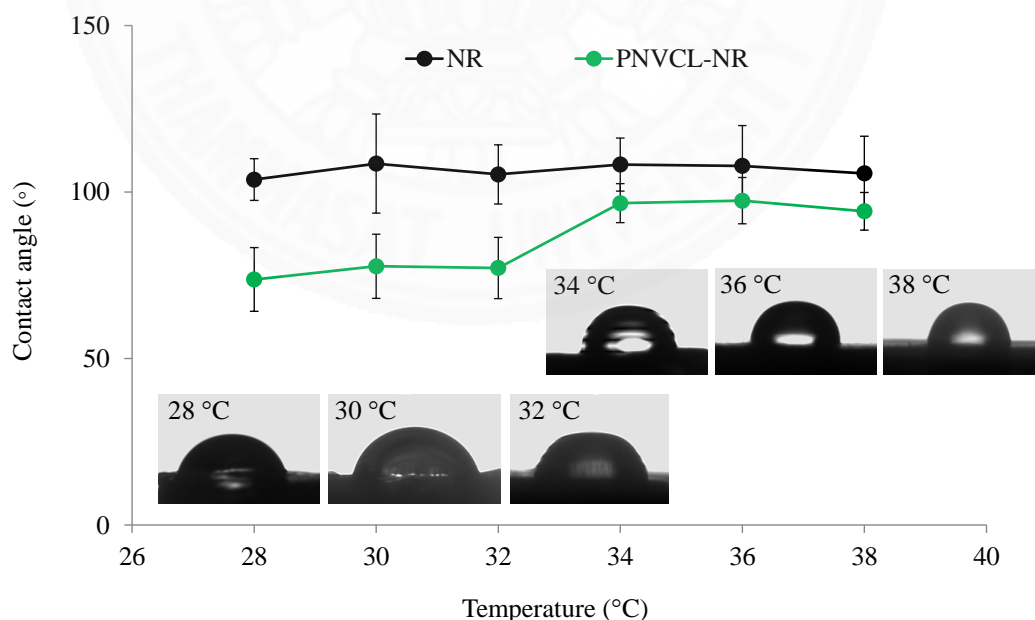 150
NR
PNVCL-NR
100
34 °C
36 °C
38 °C
50
28 °C
30 °C
32 °C
0
26
28
30
32
34
36
38
40
Contact angle (°)
Temperature (°C)